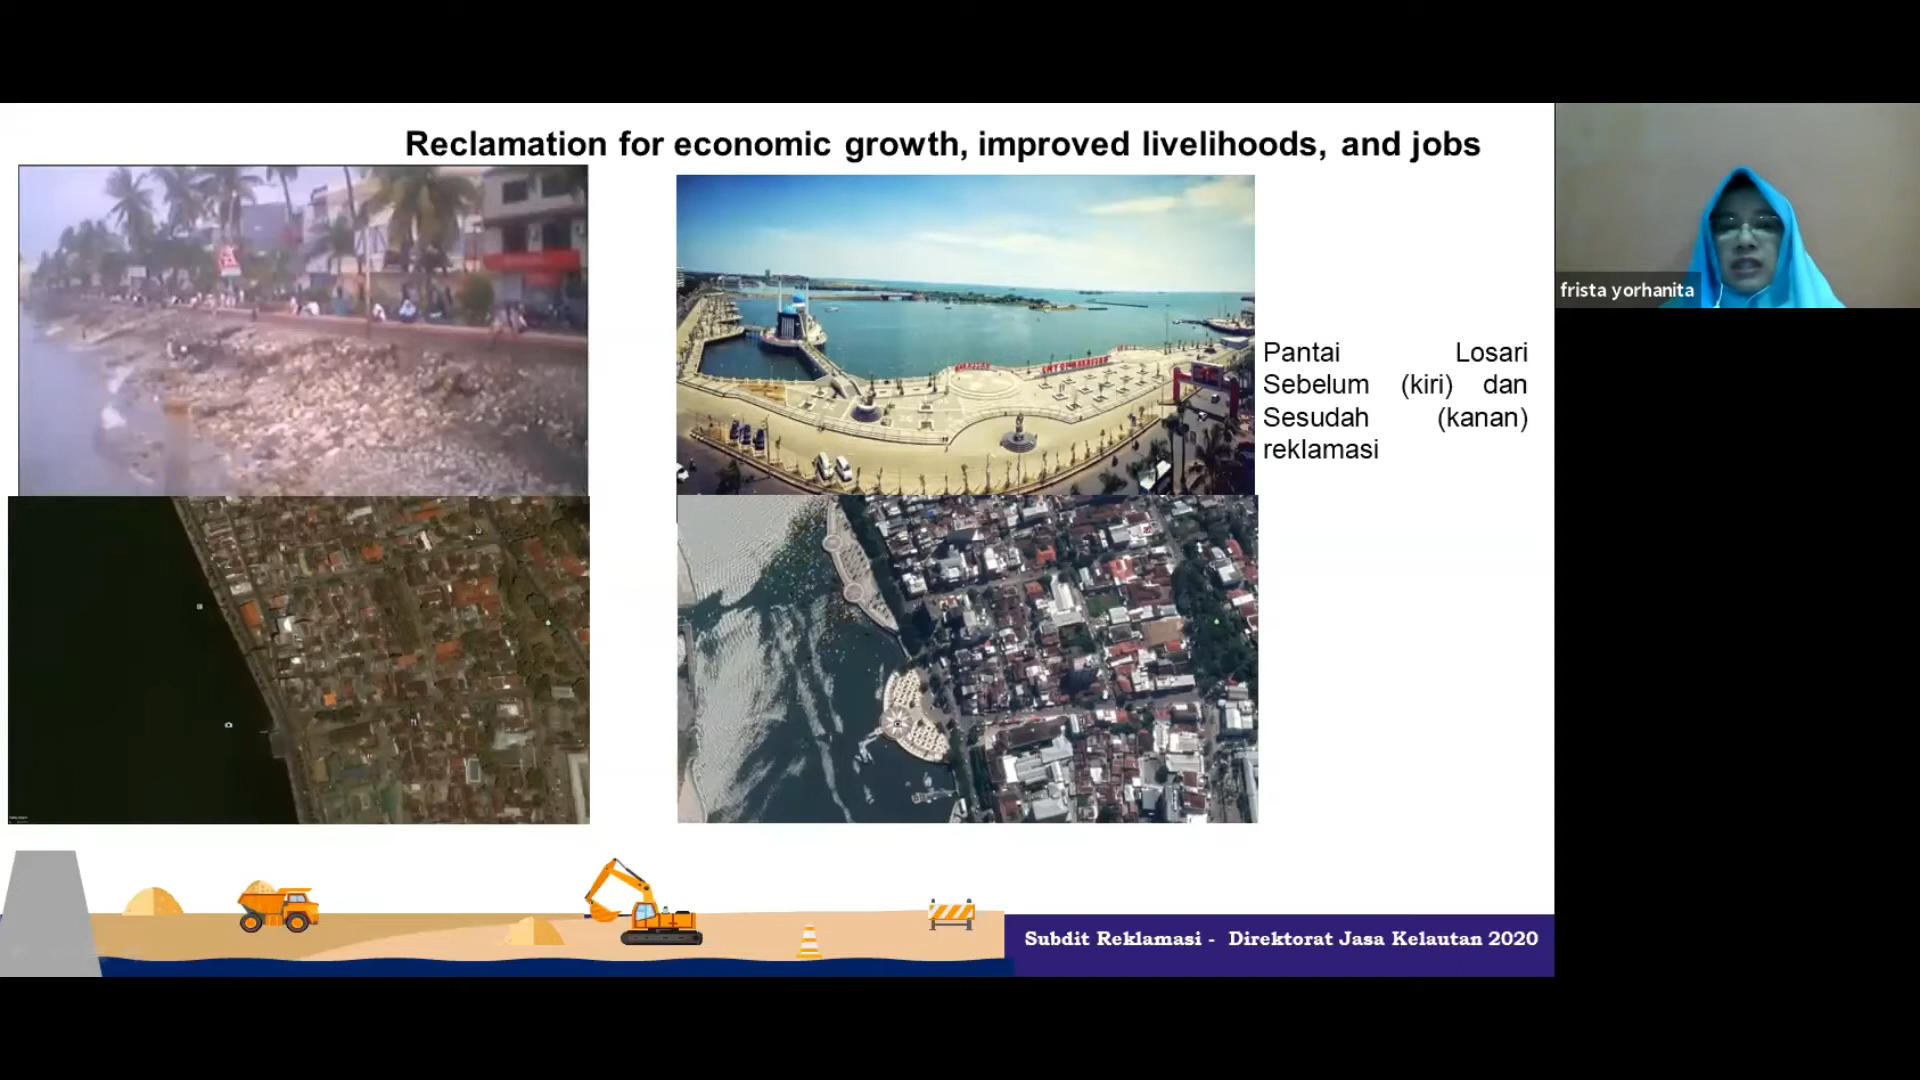 Reclamation for economic growth, improved livelihoods, and jobs
frista yorhanita
Pantai Losari
Sebelum (kiri) dan
Sesudah (kanan)
reklamasi
Subdit Reklamasi - Direktorat Jasa Kelautan 2020